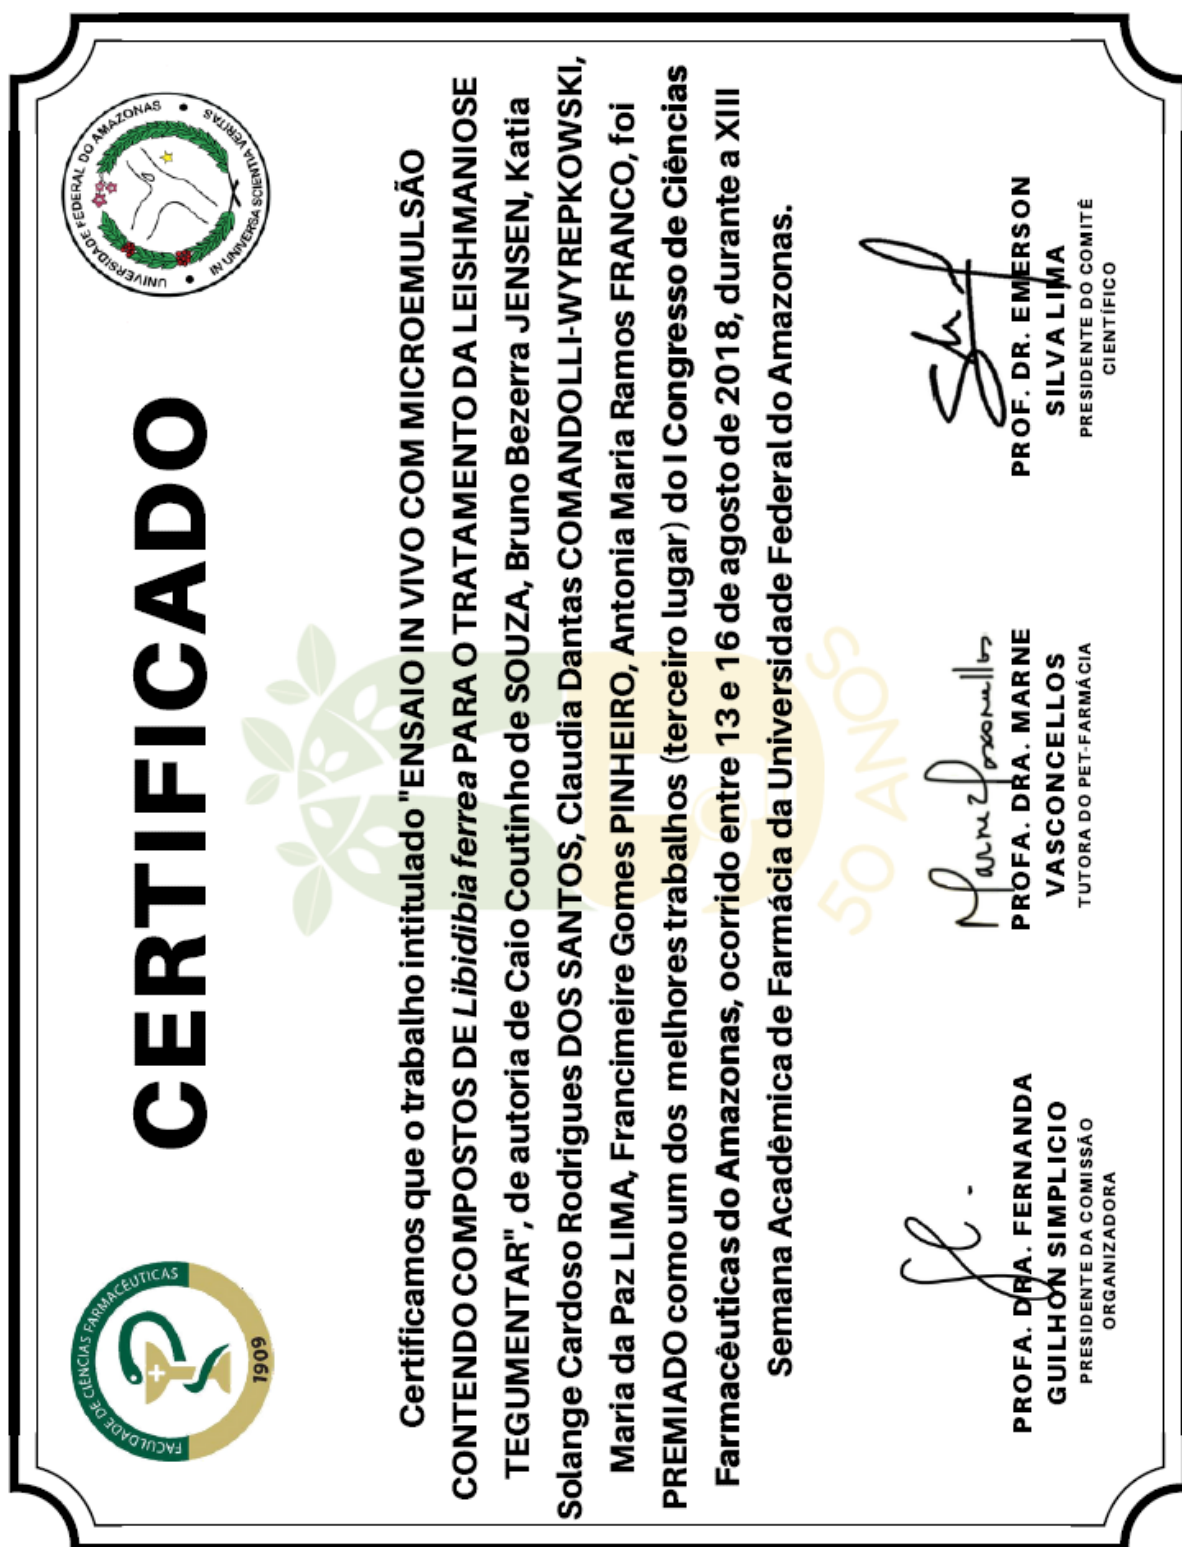 FACULDADE DE CIÊNCIAS FARMACÊUTICAS
1909
CERTIFICADO
UNIVERSIDADE FEDERAL DO AMAZONAS
IN UNIVERSA SCIENTIA VERITAS
Certificamos que o trabalho intitulado "ENSAIO IN VIVO COM MICROEMULSÃO
CONTENDO COMPOSTOS DE Libidibia ferrea PARA O TRATAMENTO DA LEISHMANIOSE
TEGUMENTAR", de autoria de Caio Coutinho de SOUZA, Bruno Bezerra JENSEN, Katia
Solange Cardoso Rodrigues DOS SANTOS, Claudia Dantas COMANDOLLI-WYREPKOWSKI,
Maria da Paz LIMA, Francimeire Gomes PINHEIRO, Antonia Maria Ramos FRANCO, foi
PREMIADO como um dos melhores trabalhos (terceiro lugar) do I Congresso de Ciências
Farmacêuticas do Amazonas, ocorrido entre 13 e 16 de agosto de 2018, durante a XIII
Semana Acadêmica de Farmácia da Universidade Federal do Amazonas.
50 ANOS
Marne Vasconcellos
PROFA. DRA. FERNANDA
GUILHON SIMPLICIO
PRESIDENTE DA COMISSÃO
ORGANIZADORA
PROFA. DRA. MARNE
VASCONCELLOS
TUTORA DO PET-FARMÁCIA
PROF. DR. EMERSON
SILVA LIMA
PRESIDENTE DO COMITÊ
CIENTÍFICO